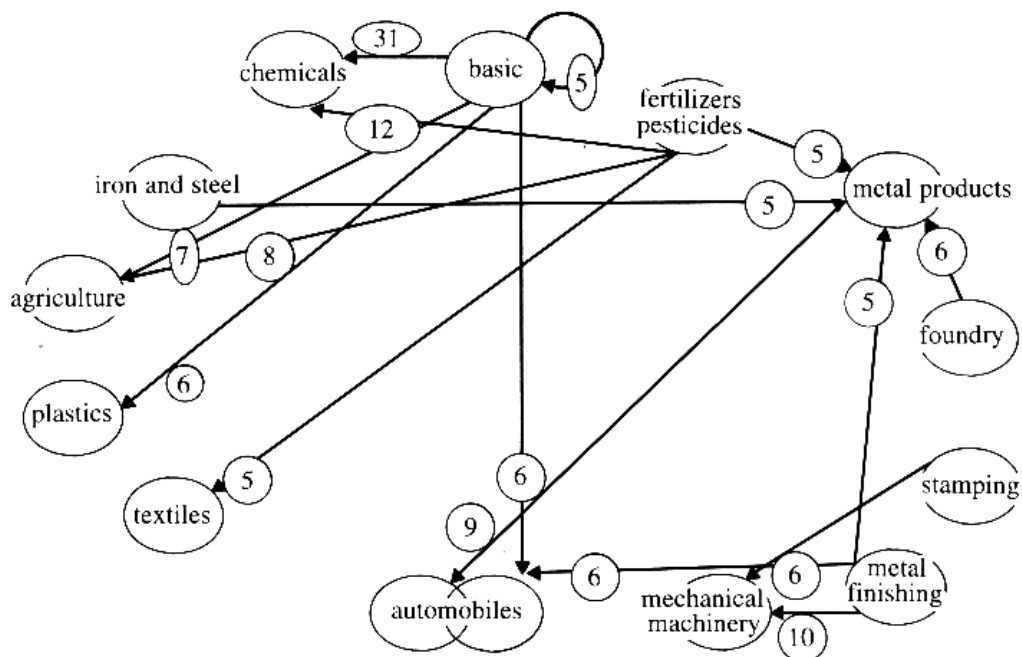 31
basic
chemicals
5
fertilizers
pesticides
12
5
iron and steel
metal products
5
7
8
6
agriculture
5
foundry
6
plastics
5
6
stamping
textiles
9
6
6
metal
finishing
automobiles
mechanical
machinery
10